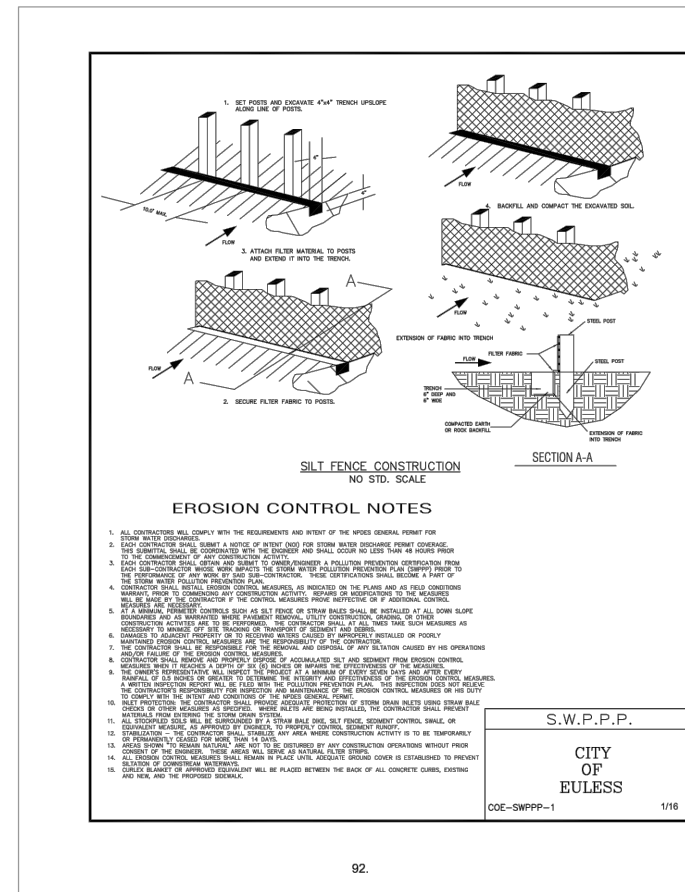 1. SET POSTS AND EXCAVATE 4"x4" TRENCH UPSLOPE
ALONG LINE OF POSTS.
4"
4"
10.0' MAX.
FLOW
3. ATTACH FILTER MATERIAL TO POSTS
AND EXTEND IT INTO THE TRENCH.
FLOW
4. BACKFILL AND COMPACT THE EXCAVATED SOIL.
FLOW
A
A
FLOW
2. SECURE FILTER FABRIC TO POSTS.
EXTENSION OF FABRIC INTO TRENCH
STEEL POST
FILTER FABRIC
FLOW
STEEL POST
TRENCH
6" DEEP AND
6" WIDE
COMPACTED EARTH
OR ROCK BACKFILL
EXTENSION OF FABRIC
INTO TRENCH
SECTION A-A
SILT FENCE CONSTRUCTION
NO STD. SCALE
EROSION CONTROL NOTES
1. ALL CONTRACTORS WILL COMPLY WITH THE REQUIREMENTS AND INTENT OF THE NPDES GENERAL PERMIT FOR
STORM WATER DISCHARGES.
2. EACH CONTRACTOR SHALL SUBMIT A NOTICE OF INTENT (NOI) FOR STORM WATER DISCHARGE PERMIT COVERAGE.
THIS SUBMITTAL SHALL BE COORDINATED WITH THE ENGINEER AND SHALL OCCUR NO LESS THAN 48 HOURS PRIOR
TO THE COMMENCEMENT OF ANY CONSTRUCTION ACTIVITY.
3. EACH CONTRACTOR SHALL OBTAIN AND SUBMIT TO OWNER/ENGINEER A POLLUTION PREVENTION CERTIFICATION FROM
EACH SUB-CONTRACTOR WHOSE WORK IMPACTS THE STORM WATER POLLUTION PREVENTION PLAN (SWPPP) PRIOR TO
THE PERFORMANCE OF ANY WORK BY SAID SUB-CONTRACTOR. THESE CERTIFICATIONS SHALL BECOME A PART OF
THE STORM WATER POLLUTION PREVENTION PLAN.
4. CONTRACTOR SHALL INSTALL EROSION CONTROL MEASURES, AS INDICATED ON THE PLANS AND AS FIELD CONDITIONS
WARRANT, PRIOR TO COMMENCING ANY CONSTRUCTION ACTIVITY. REPAIRS OR MODIFICATIONS TO THE MEASURES
WILL BE MADE BY THE CONTRACTOR IF THE CONTROL MEASURES PROVE INEFFECTIVE OR IF ADDITIONAL CONTROL
MEASURES ARE NECESSARY.
5. AT A MINIMUM, PERIMETER CONTROLS SUCH AS SILT FENCE OR STRAW BALES SHALL BE INSTALLED AT ALL DOWN SLOPE
BOUNDARIES AND AS WARRANTED WHERE PAVEMENT REMOVAL, UTILITY CONSTRUCTION, GRADING, OR OTHER
CONSTRUCTION ACTIVITIES ARE TO BE PERFORMED. THE CONTRACTOR SHALL AT ALL TIMES TAKE SUCH MEASURES AS
NECESSARY TO MINIMIZE OFF SITE TRACKING OR TRANSPORT OF SEDIMENT AND DEBRIS.
6. DAMAGES TO ADJACENT PROPERTY OR TO RECEIVING WATERS CAUSED BY IMPROPERLY INSTALLED OR POORLY
MAINTAINED EROSION CONTROL MEASURES ARE THE RESPONSIBILITY OF THE CONTRACTOR.
7. THE CONTRACTOR SHALL BE RESPONSIBLE FOR THE REMOVAL AND DISPOSAL OF ANY SILTATION CAUSED BY HIS OPERATIONS
AND/OR FAILURE OF THE EROSION CONTROL MEASURES.
8. CONTRACTOR SHALL REMOVE AND PROPERLY DISPOSE OF ACCUMULATED SILT AND SEDIMENT FROM EROSION CONTROL
MEASURES WHEN IT REACHES A DEPTH OF SIX (6) INCHES OR IMPAIRS THE EFFECTIVENESS OF THE MEASURES.
9. THE OWNER'S REPRESENTATIVE WILL INSPECT THE PROJECT AT A MINIMUM OF EVERY SEVEN DAYS AND AFTER EVERY
RAINFALL OF 0.5 INCHES OR GREATER TO DETERMINE THE INTEGRITY AND EFFECTIVENESS OF THE EROSION CONTROL MEASURES.
A WRITTEN INSPECTION REPORT WILL BE FILED WITH THE POLLUTION PREVENTION PLAN. THIS INSPECTION DOES NOT RELIEVE
THE CONTRACTOR'S RESPONSIBILITY FOR INSPECTION AND MAINTENANCE OF THE EROSION CONTROL MEASURES OR HIS DUTY
TO COMPLY WITH THE INTENT AND CONDITIONS OF THE NPDES GENERAL PERMIT.
10. INLET PROTECTION: THE CONTRACTOR SHALL PROVIDE ADEQUATE PROTECTION OF STORM DRAIN INLETS USING STRAW BALE
CHECKS OR OTHER MEASURES AS SPECIFIED. WHERE INLETS ARE BEING INSTALLED, THE CONTRACTOR SHALL PREVENT
MATERIALS FROM ENTERING THE STORM DRAIN SYSTEM.
11. ALL STOCKPILED SOILS WILL BE SURROUNDED BY A STRAW BALE DIKE, SILT FENCE, SEDIMENT CONTROL SWALE, OR
EQUIVALENT MEASURE, AS APPROVED BY ENGINEER, TO PROPERLY CONTROL SEDIMENT RUNOFF.
12. STABILIZATION – THE CONTRACTOR SHALL STABILIZE ANY AREA WHERE CONSTRUCTION ACTIVITY IS TO BE TEMPORARILY
OR PERMANENTLY CEASED FOR MORE THAN 14 DAYS.
13. AREAS SHOWN "TO REMAIN NATURAL" ARE NOT TO BE DISTURBED BY ANY CONSTRUCTION OPERATIONS WITHOUT PRIOR
CONSENT OF THE ENGINEER. THESE AREAS WILL SERVE AS NATURAL FILTER STRIPS.
14. ALL EROSION CONTROL MEASURES SHALL REMAIN IN PLACE UNTIL ADEQUATE GROUND COVER IS ESTABLISHED TO PREVENT
SILTATION OF DOWNSTREAM WATERWAYS.
15. CURLEX BLANKET OR APPROVED EQUIVALENT WILL BE PLACED BETWEEN THE BACK OF ALL CONCRETE CURBS, EXISTING
AND NEW, AND THE PROPOSED SIDEWALK.
S.W.P.P.P.
CITY
OF
EULESS
COE-SWPPP-1
1/16
92.